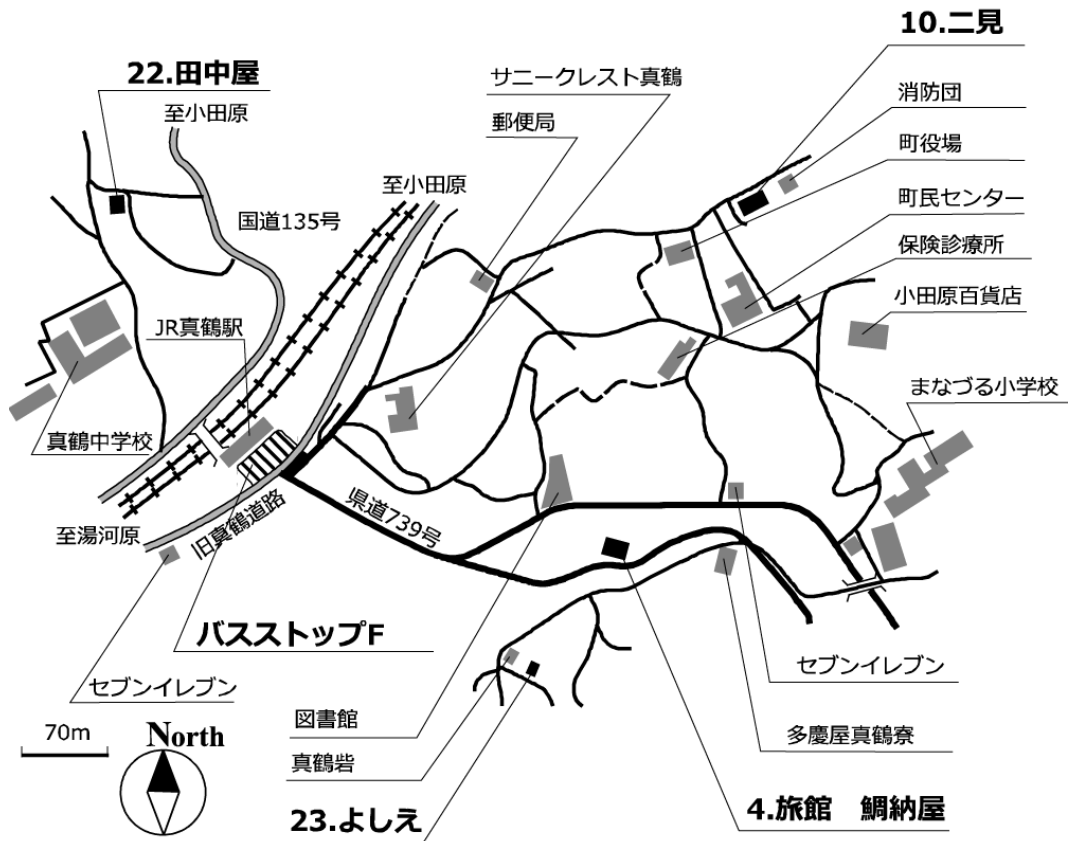 10.二見
22.田中屋
サニークレスト真鶴
至小田原
郵便局
消防団
町役場
至小田原
町民センター
国道135号
保険診療所
小田原百貨店
JR真鶴駅
まなづる小学校
真鶴中学校
県道739号
至湯河原
旧真鶴道路
バスストップF
セブンイレブン
セブンイレブン
図書館
多慶屋真鶴寮
70m
North
真鶴砦
23.よしえ
4.旅館　鯛納屋